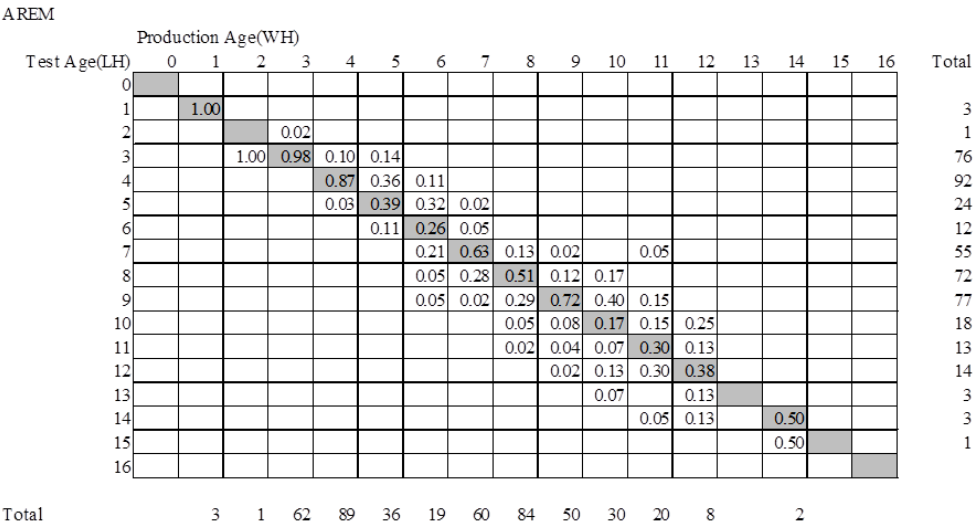 AREM
Production Age(WH)
Test Age(LH) 0 1 2 3 4 5 6 7 8 9 10 11 12 13 14 15 16 Total
0
1 1.00 3
2 0.02 1
3 1.00 0.98 0.10 0.14 76
4 0.87 0.36 0.11 92
5 0.03 0.39 0.32 0.02 24
6 0.11 0.26 0.05 12
7 0.21 0.63 0.13 0.02 0.05 55
8 0.05 0.28 0.51 0.12 0.17 72
9 0.05 0.02 0.29 0.72 0.40 0.15 77
10 0.05 0.08 0.17 0.15 0.25 18
11 0.02 0.04 0.07 0.30 0.13 13
12 0.02 0.13 0.30 0.38 14
13 0.07 0.13 3
14 0.05 0.13 0.50 3
15 0.50 1
16
Total 3 1 62 89 36 19 60 84 50 30 20 8 2